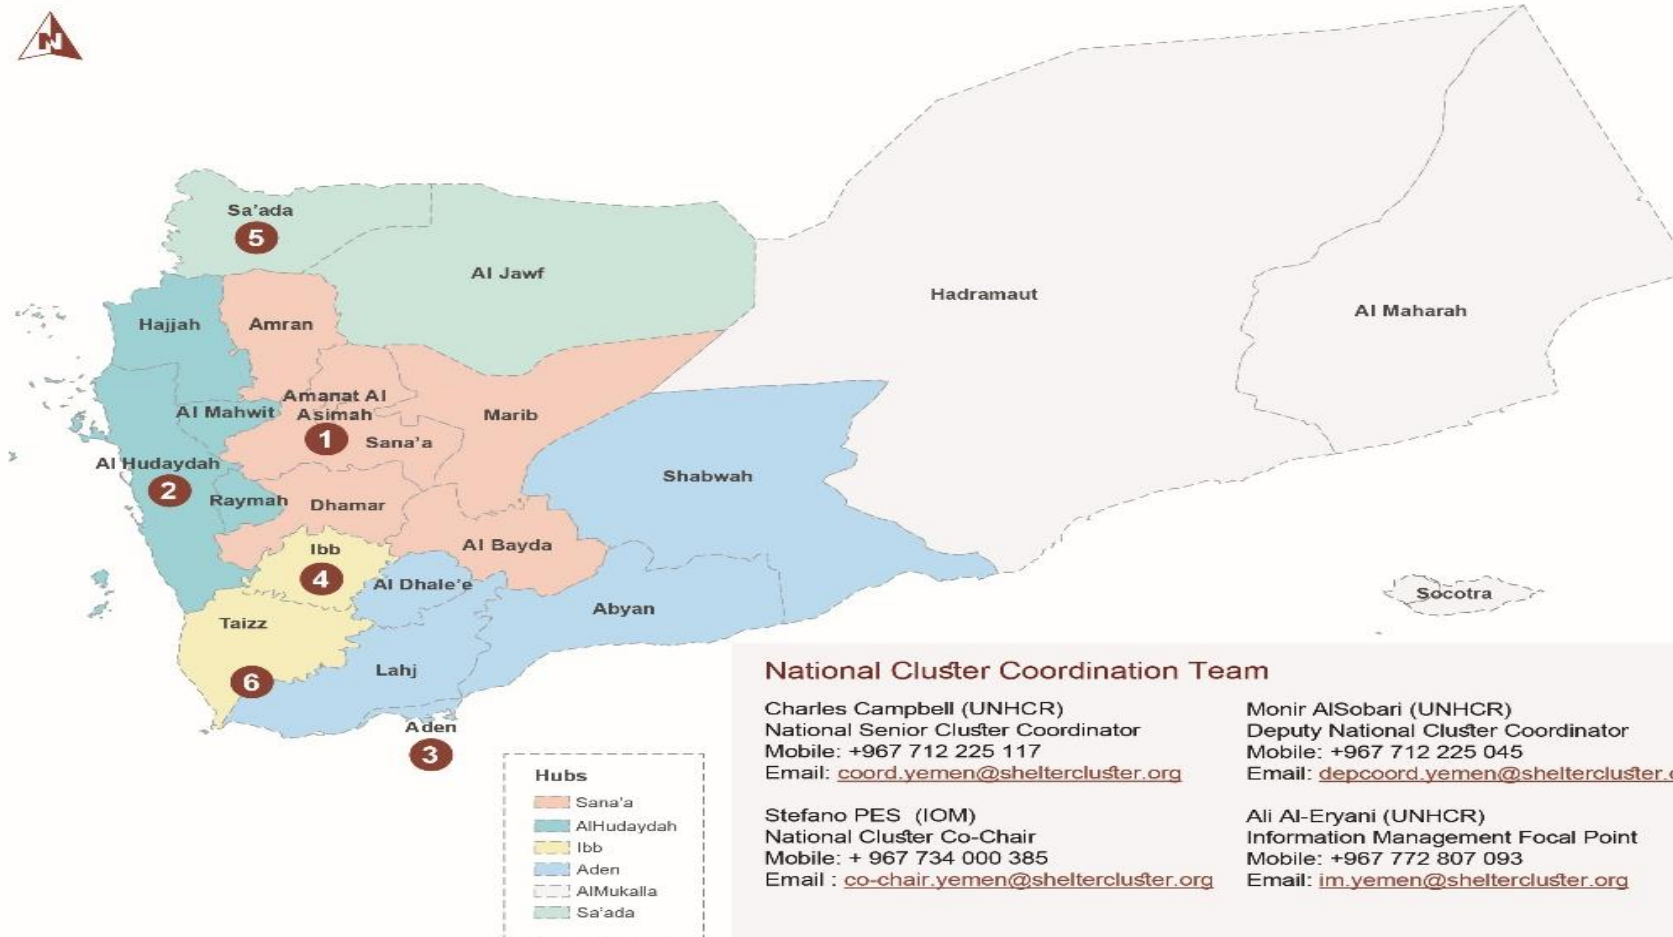 N
Sa'ada
5
Al Jawf
Hadramaut
Al Maharah
Hajjah
Amran
Amanat Al
Asimah
1
Al Mahwit
Marib
Sana'a
Al Hudaydah
2
Shabwah
Raymah
Dhamar
Ibb
4
Al Bayda
Al Dhale'e
Socotra
Abyan
Taizz
Lahj
6
Aden
3
Hubs
Sana'a
AlHudaydah
Ibb
Aden
AlMukalla
Sa'ada
National Cluster Coordination Team
Charles Campbell (UNHCR)
National Senior Cluster Coordinator
Mobile: +967 712 225 117
Email: coord.yemen@sheltercluster.org
Monir AlSobari (UNHCR)
Deputy National Cluster Coordinator
Mobile: +967 712 225 045
Email: depcoord.yemen@sheltercluster.o
Stefano PES (IOM)
National Cluster Co-Chair
Mobile: + 967 734 000 385
Email : co-chair.yemen@sheltercluster.org
Ali Al-Eryani (UNHCR)
Information Management Focal Point
Mobile: +967 772 807 093
Email: im.yemen@sheltercluster.org